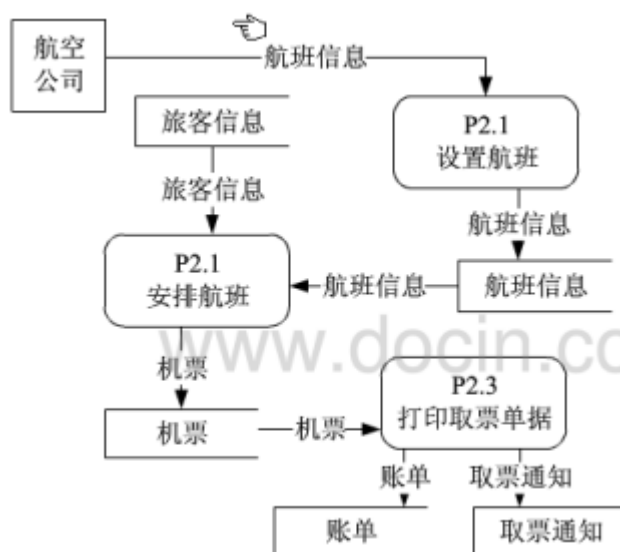 航空
公司
航班信息
旅客信息
P2.1
设置航班
旅客信息
航班信息
P2.1
安排航班
航班信息
航班信息
www.docin.co
机票
P2.3
打印取票单据
机票
机票
账单
取票通知
账单
取票通知